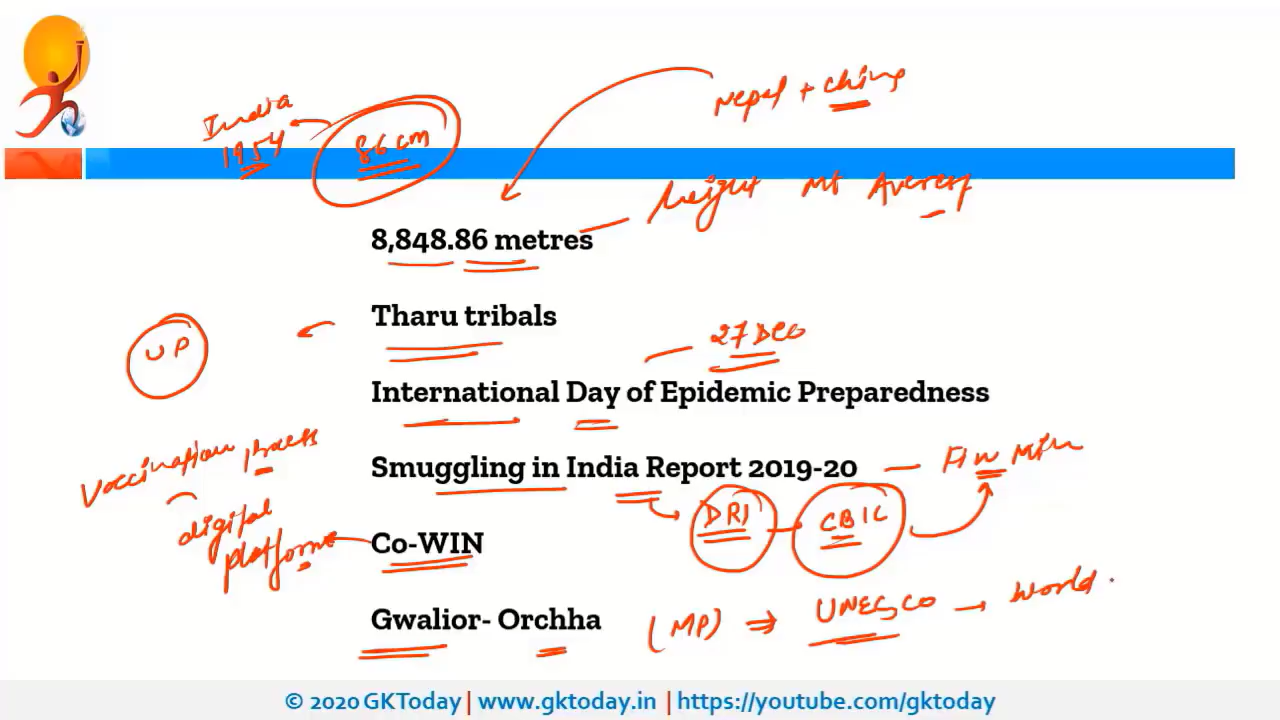 Nepal + China
India
1954
86 cm
height Mt Averest
8,848.86 metres
Tharu tribals
UP
27 Dec
International Day of Epidemic Preparedness
Vaccination
Smuggling in India Report 2019-20
Fin Min
DRI
CBIC
digital
platform
Co-WIN
Gwalior- Orchha
(MP) ⇒ UNESCO → World
© 2020 GKToday | www.gktoday.in | https://youtube.com/gktoday